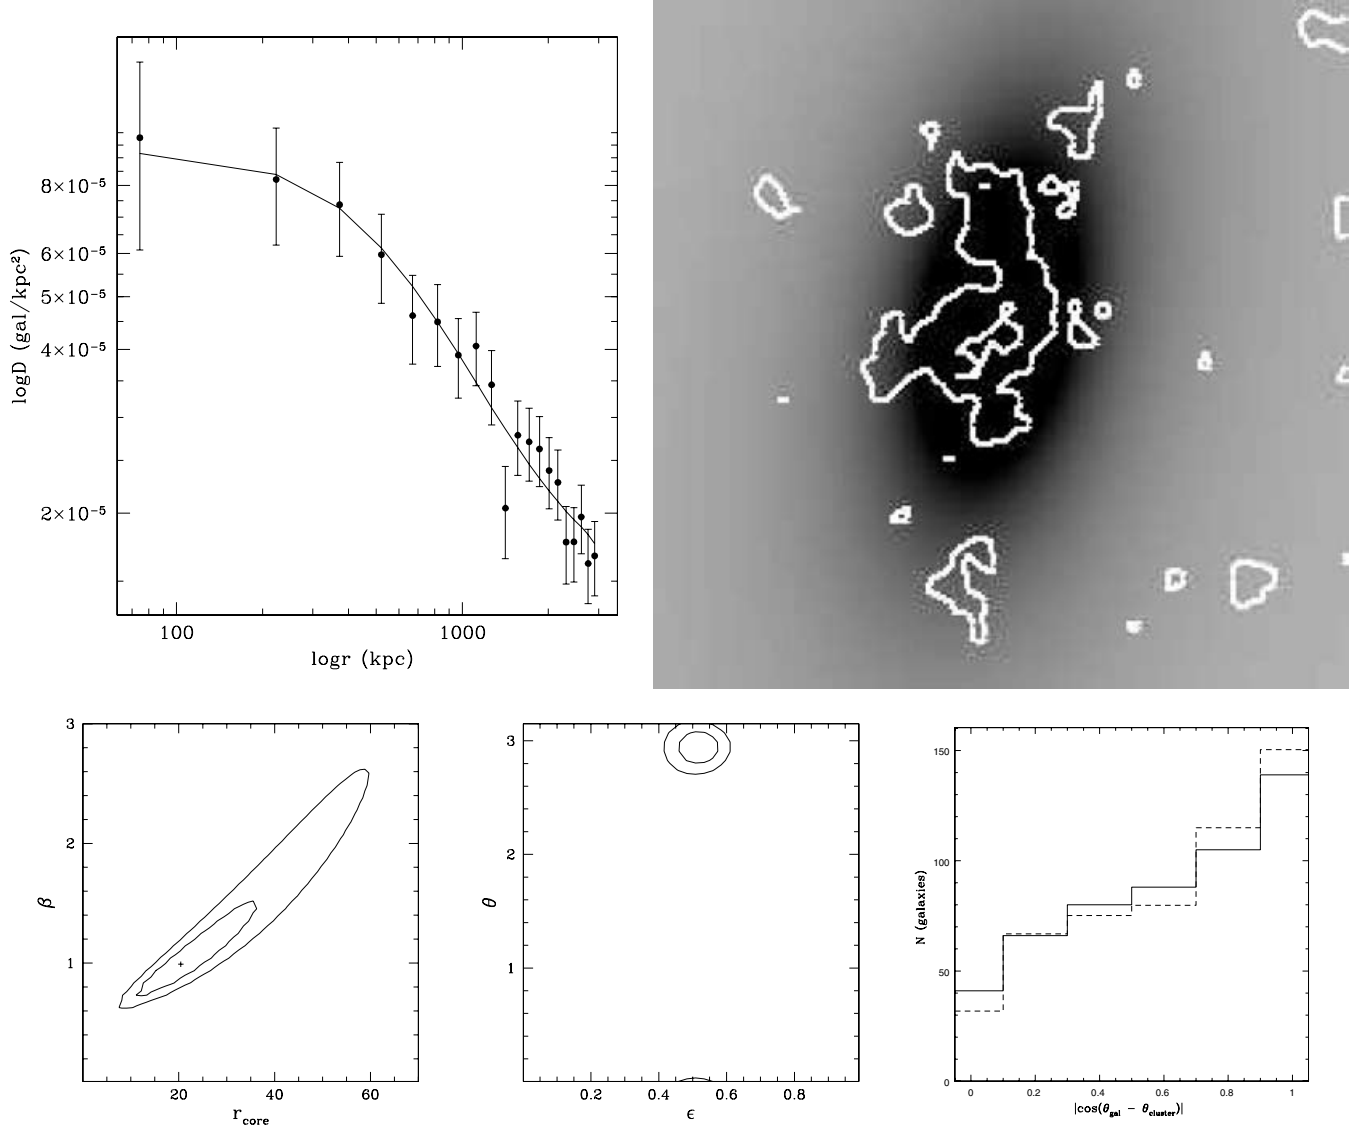 logD (gal/kpc²)
8×10⁻⁵
6×10⁻⁵
5×10⁻⁵
4×10⁻⁵
2×10⁻⁵
100 1000
logr (kpc)
β
3
2
1
20 40 60
r_core
θ
3
2
1
0.2 0.4 0.6 0.8
ϵ
N (galaxies)
150
100
50
0
0 0.2 0.4 0.6 0.8 1
|cos(θ_gal − θ_cluster)|